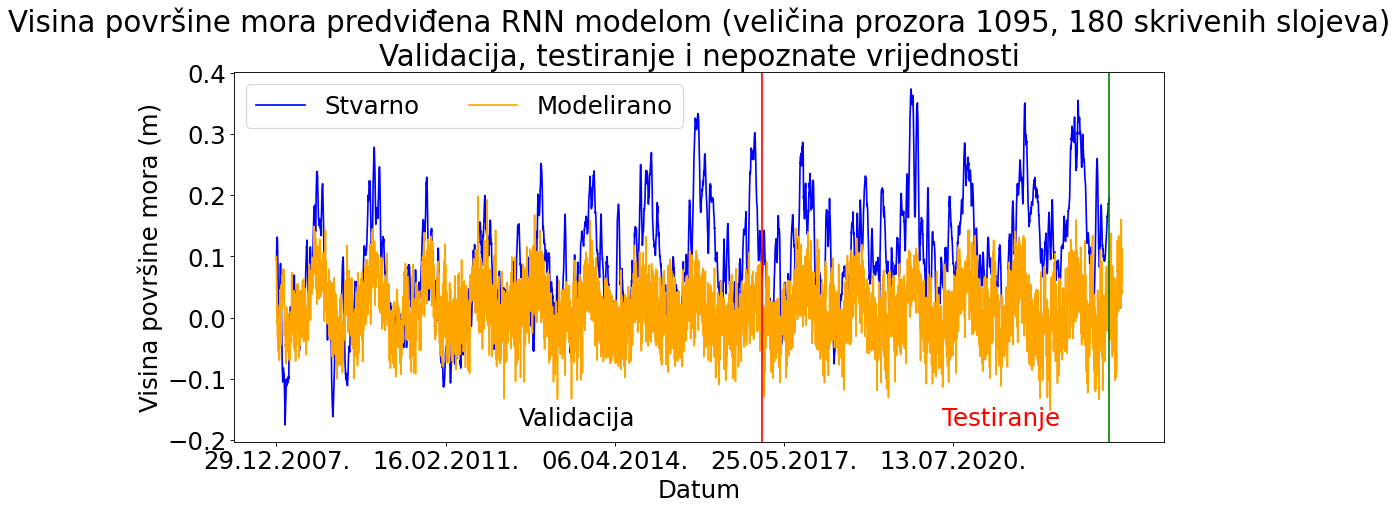 Visina površine mora predviđena RNN modelom (veličina prozora 1095, 180 skrivenih slojeva)
Validacija, testiranje i nepoznate vrijednosti
Stvarno
Modelirano
Visina površine mora (m)
0.4
0.3
0.2
0.1
0.0
−0.1
−0.2
Validacija
Testiranje
29.12.2007.
16.02.2011.
06.04.2014.
25.05.2017.
13.07.2020.
Datum